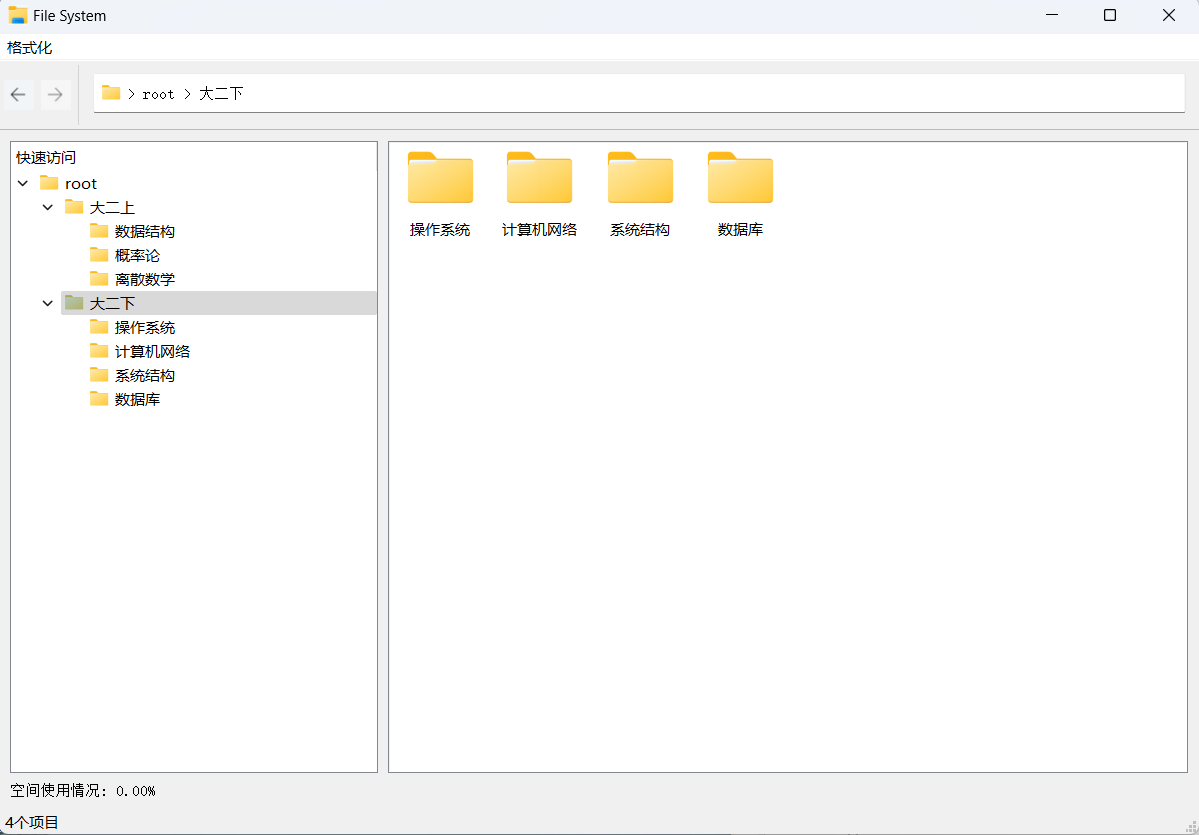 File System
格式化
> root > 大二下
快速访问
root
大二上
数据结构
概率论
离散数学
大二下
操作系统
计算机网络
系统结构
数据库
操作系统 计算机网络 系统结构 数据库
空间使用情况: 0.00%
4个项目